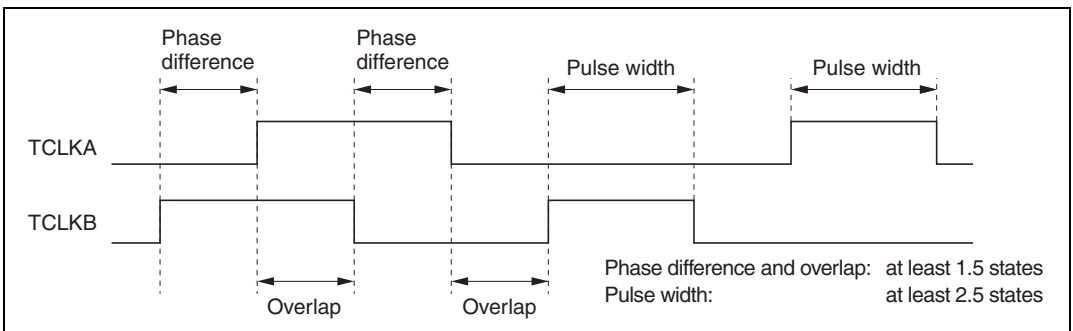 Phase
difference
Phase
difference
Pulse width
Pulse width
TCLKA
TCLKB
Overlap
Overlap
Phase difference and overlap: at least 1.5 states
Pulse width: at least 2.5 states